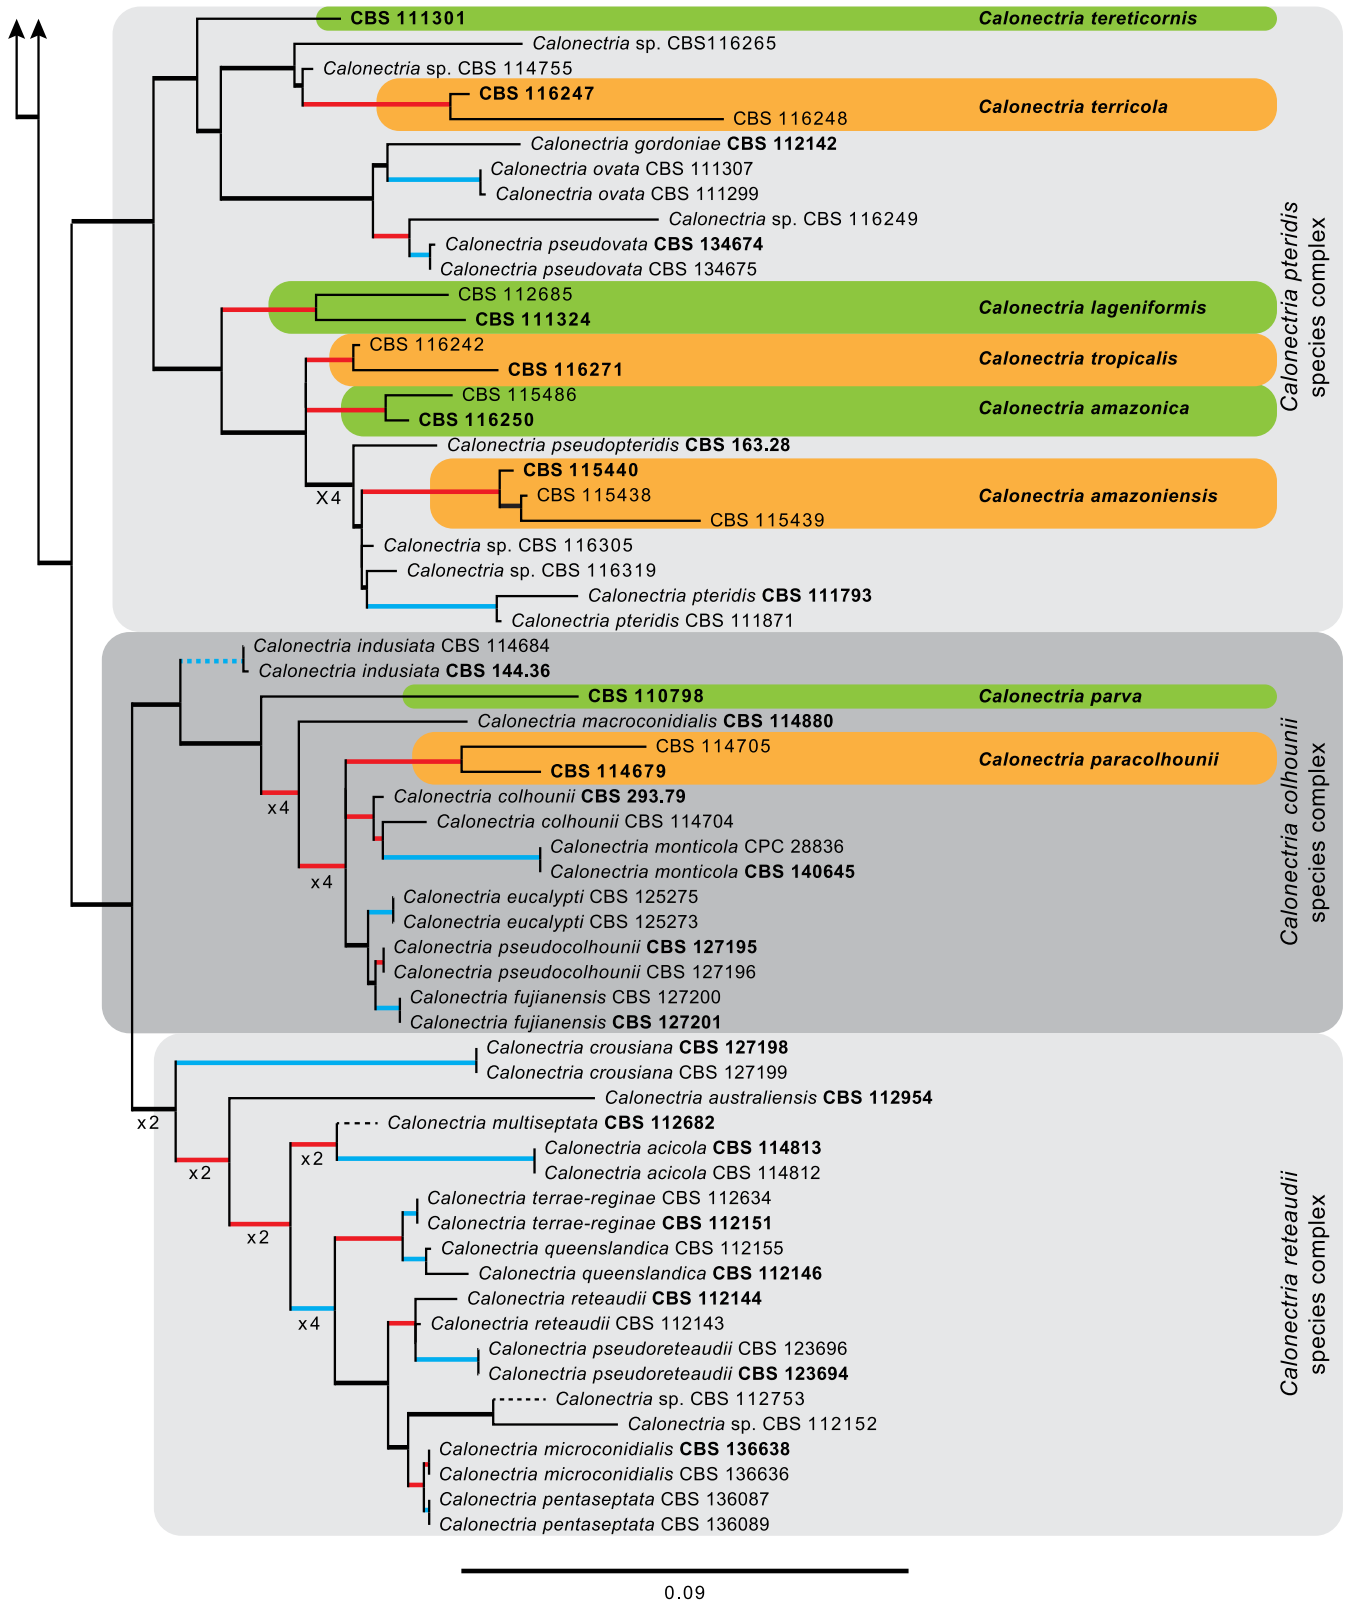 CBS 111301 Calonectria tereticornis
Calonectria sp. CBS116265
Calonectria sp. CBS 114755
CBS 116247
Calonectria terricola
CBS 116248
Calonectria gordoniae CBS 112142
Calonectria ovata CBS 111307
Calonectria ovata CBS 111299
Calonectria sp. CBS 116249
Calonectria pseudovata CBS 134674
Calonectria pseudovata CBS 134675
CBS 112685
Calonectria lageniformis
CBS 111324
CBS 116242
Calonectria tropicalis
CBS 116271
CBS 115486
Calonectria amazonica
CBS 116250
Calonectria pseudopteridis CBS 163.28
CBS 115440
X4
CBS 115438
Calonectria amazoniensis
CBS 115439
Calonectria sp. CBS 116305
Calonectria sp. CBS 116319
Calonectria pteridis CBS 111793
Calonectria pteridis CBS 111871
Calonectria pteridis
species complex
Calonectria indusiata CBS 114684
Calonectria indusiata CBS 144.36
CBS 110798 Calonectria parva
Calonectria macroconidialis CBS 114880
CBS 114705
Calonectria paracolhounii
CBS 114679
Calonectria colhounii CBS 293.79
x4
Calonectria colhounii CBS 114704
Calonectria monticola CPC 28836
Calonectria monticola CBS 140645
x4
Calonectria eucalypti CBS 125275
Calonectria eucalypti CBS 125273
Calonectria pseudocolhounii CBS 127195
Calonectria pseudocolhounii CBS 127196
Calonectria fujianensis CBS 127200
Calonectria fujianensis CBS 127201
Calonectria colhounii
species complex
Calonectria crousiana CBS 127198
Calonectria crousiana CBS 127199
Calonectria australiensis CBS 112954
x2
Calonectria multiseptata CBS 112682
Calonectria acicola CBS 114813
x2
x2
Calonectria acicola CBS 114812
Calonectria terrae-reginae CBS 112634
Calonectria terrae-reginae CBS 112151
x2
Calonectria queenslandica CBS 112155
Calonectria queenslandica CBS 112146
Calonectria reteaudii CBS 112144
x4
Calonectria reteaudii CBS 112143
Calonectria pseudoreteaudii CBS 123696
Calonectria pseudoreteaudii CBS 123694
Calonectria sp. CBS 112753
Calonectria sp. CBS 112152
Calonectria microconidialis CBS 136638
Calonectria microconidialis CBS 136636
Calonectria pentaseptata CBS 136087
Calonectria pentaseptata CBS 136089
Calonectria reteaudii
species complex
0.09